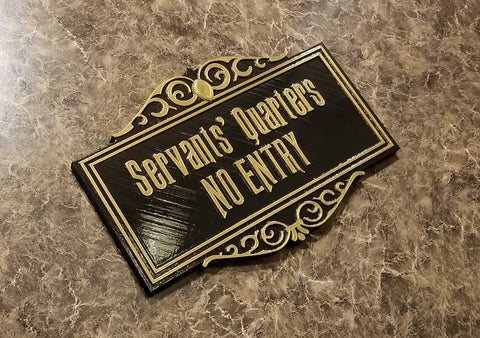 Servants' Quarters
NO ENTRY